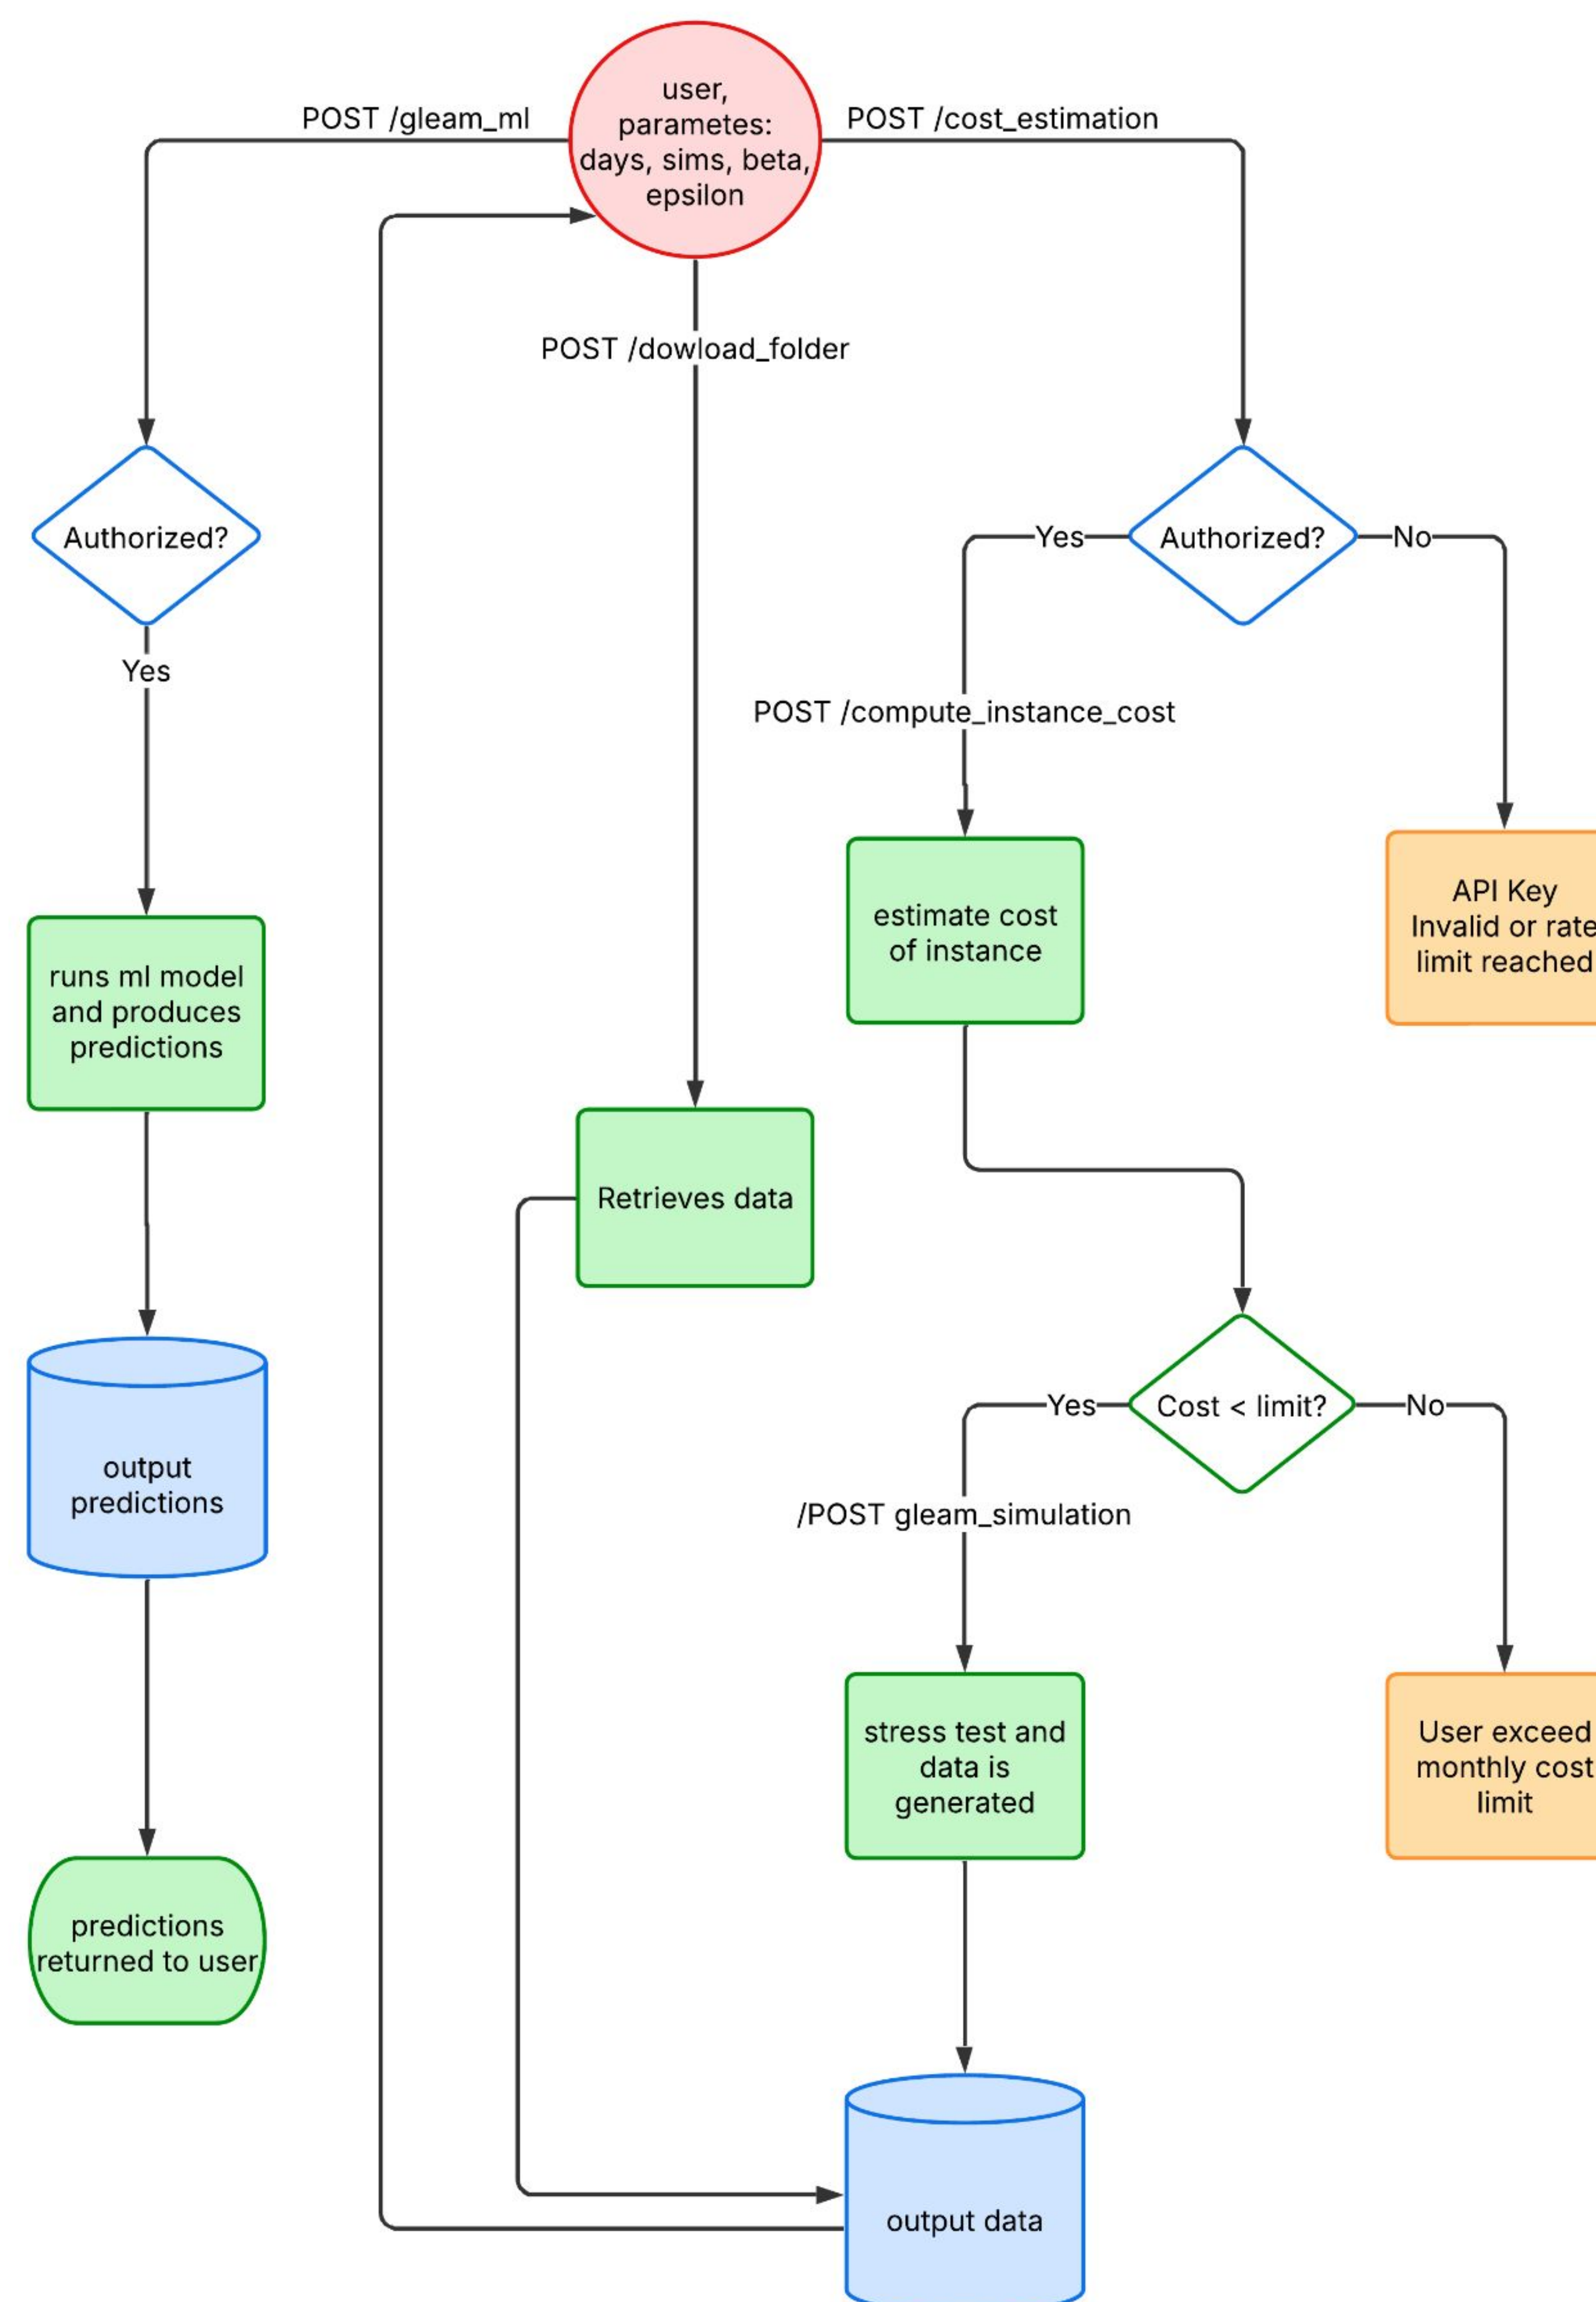 user,
parametes:
days, sims, beta,
epsilon
POST /gleam_ml
POST /cost_estimation
POST /dowload_folder
Authorized?
Yes
Authorized?
Yes
No
POST /compute_instance_cost
runs ml model
and produces
predictions
estimate cost
of instance
API Key
Invalid or rate
limit reached
Retrieves data
Cost < limit?
Yes
No
output
predictions
/POST gleam_simulation
stress test and
data is
generated
User exceed
monthly cost
limit
predictions
returned to user
output data